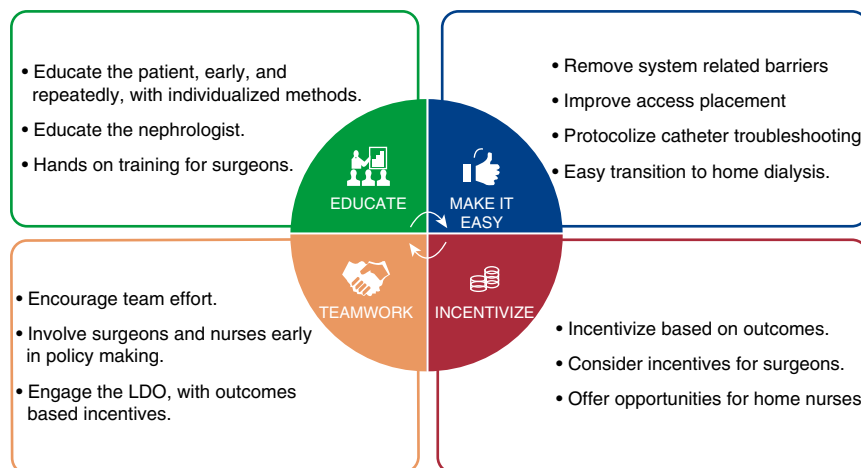 • Educate the patient, early, and
repeatedly, with individualized methods.
• Educate the nephrologist.
• Hands on training for surgeons.
• Remove system related barriers
• Improve access placement
• Protocolize catheter troubleshooting
• Easy transition to home dialysis.
EDUCATE
MAKE IT
EASY
TEAMWORK
INCENTIVIZE
• Encourage team effort.
• Involve surgeons and nurses early
in policy making.
• Engage the LDO, with outcomes
based incentives.
• Incentivize based on outcomes.
• Consider incentives for surgeons.
• Offer opportunities for home nurses